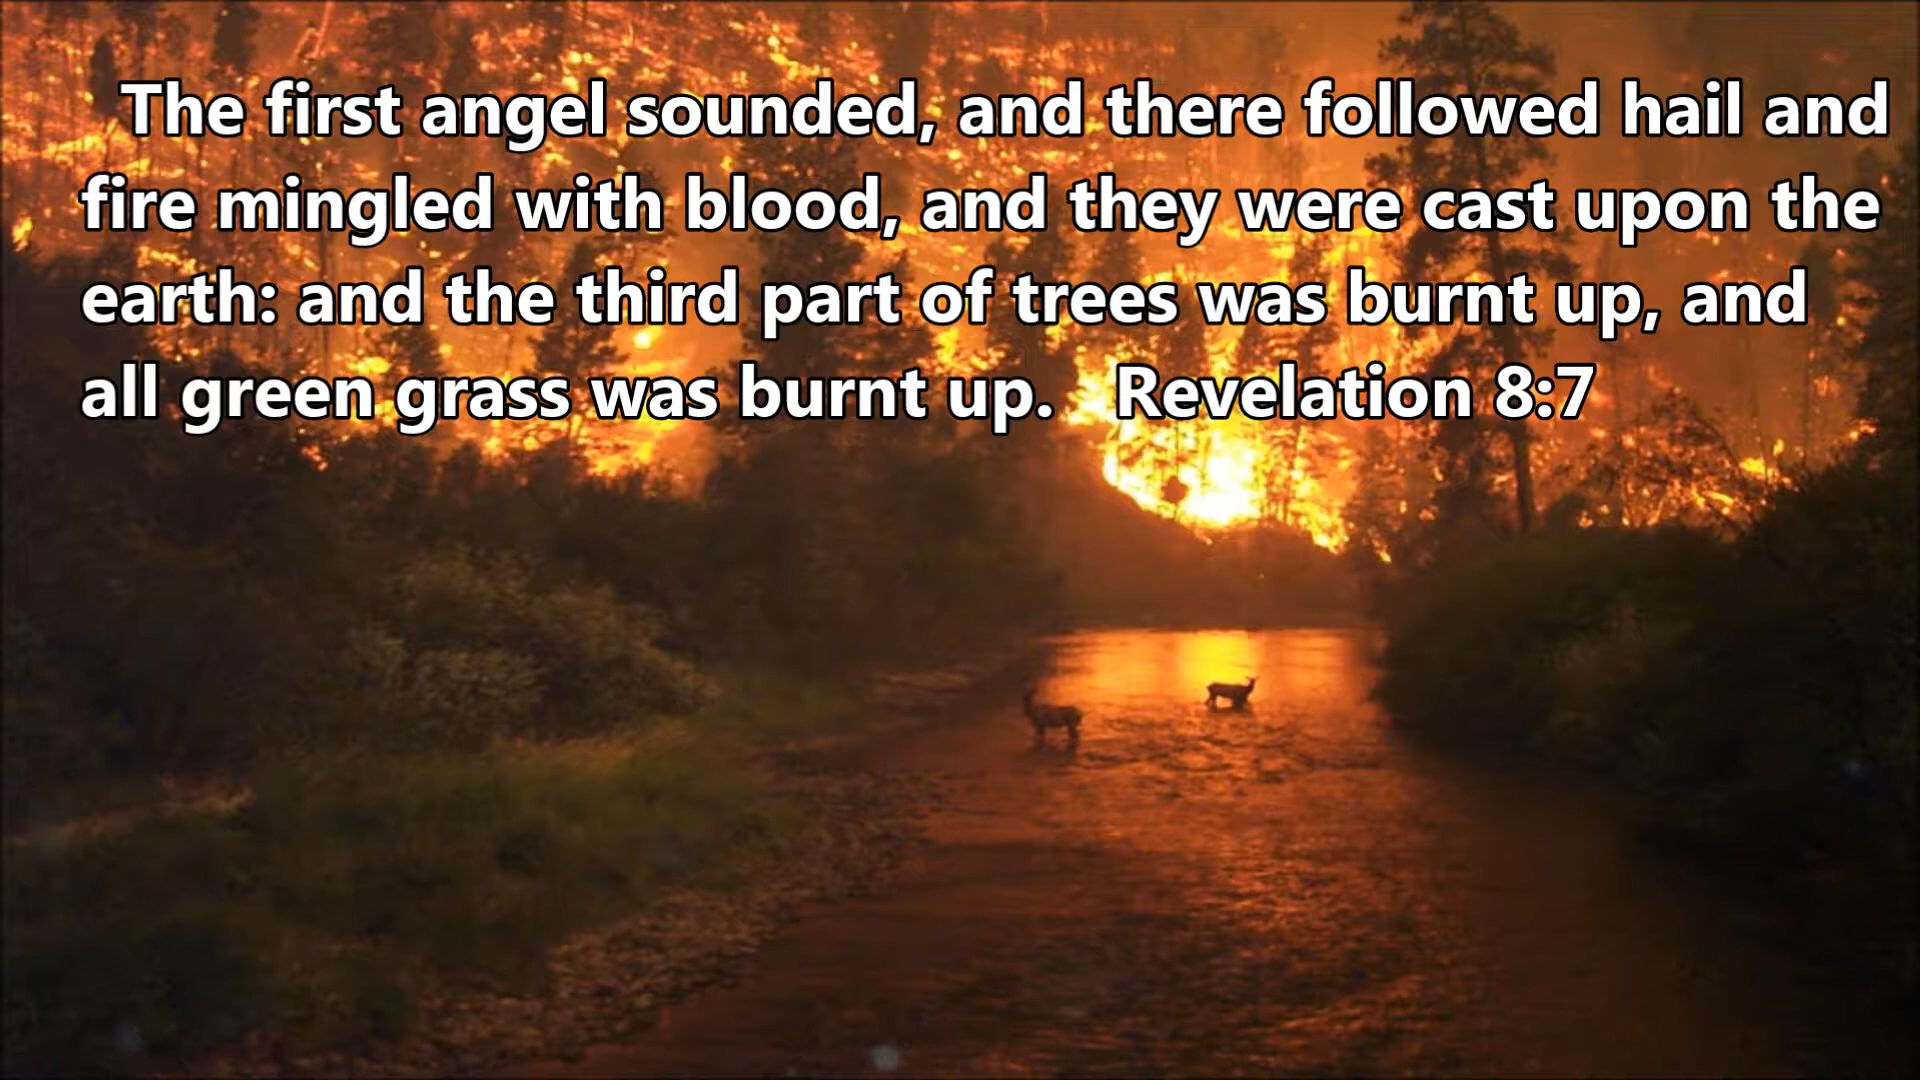 The first angel sounded, and there followed hail and
fire mingled with blood, and they were cast upon the
earth: and the third part of trees was burnt up, and
all green grass was burnt up. Revelation 8:7